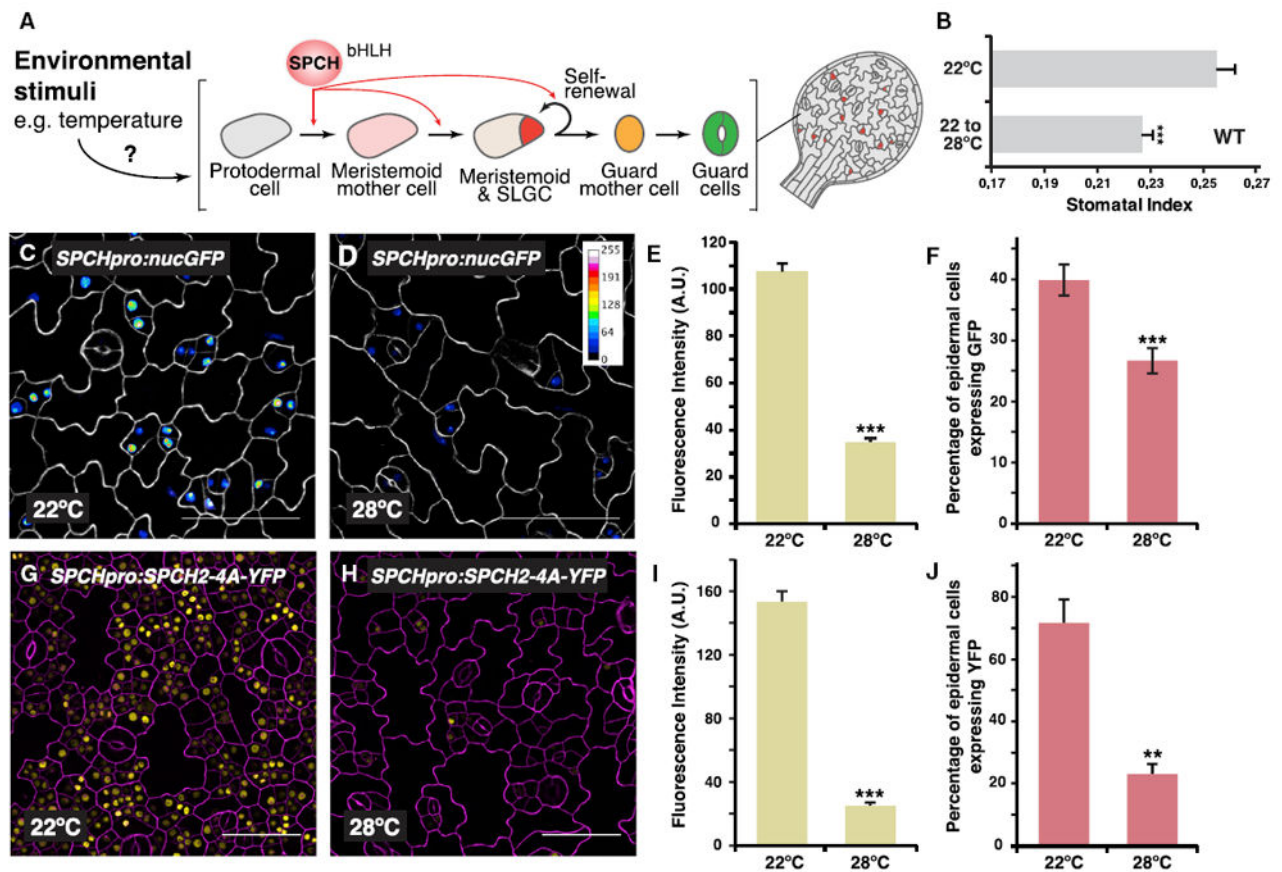 A
Environmental
stimuli
e.g. temperature
?
SPCH
bHLH
Self-
renewal
Protodermal
cell
Meristemoid
mother cell
Meristemoid
& SLGC
Guard
mother cell
Guard
cells
B
22ºC
22 to
28ºC
***
WT
0.17
0.19
0.21
0.23
0.25
0.27
Stomatal Index
C
SPCHpro:nucGFP
22ºC
D
SPCHpro:nucGFP
255
191
128
64
0
28ºC
E
Fluorescence Intensity (A.U.)
120
100
80
60
40
20
0
***
22ºC
28ºC
F
Percentage of epidermal cells
expressing GFP
40
30
20
10
0
***
22ºC
28ºC
G
SPCHpro:SPCH2-4A-YFP
22ºC
H
SPCHpro:SPCH2-4A-YFP
28ºC
I
Fluorescence Intensity (A.U.)
160
120
80
40
0
***
22ºC
28ºC
J
Percentage of epidermal cells
expressing YFP
80
60
40
20
0
**
22ºC
28ºC